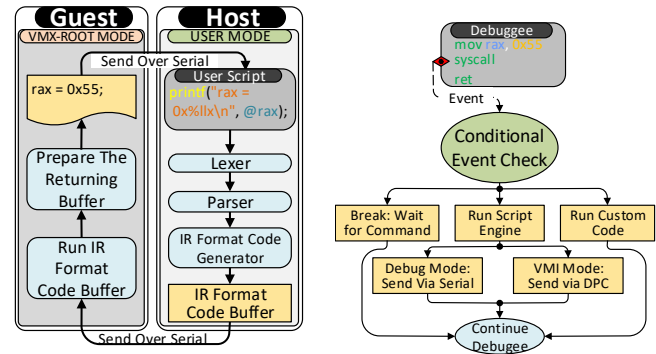 Guest
VMX-ROOT MODE
rax = 0x55;
Prepare The
Returning
Buffer
Run IR
Format
Code Buffer
Host
USER MODE
Send Over Serial
User Script
printf("rax =
0x%llx\n", @rax);
Lexer
Parser
IR Format Code
Generator
IR Format
Code Buffer
Send Over Serial
Debuggee
mov rax, 0x55
syscall
ret
Event
Conditional
Event Check
Break: Wait
for Command
Run Script
Engine
Run Custom
Code
Debug Mode:
Send Via Serial
VMI Mode:
Send via DPC
Continue
Debugee